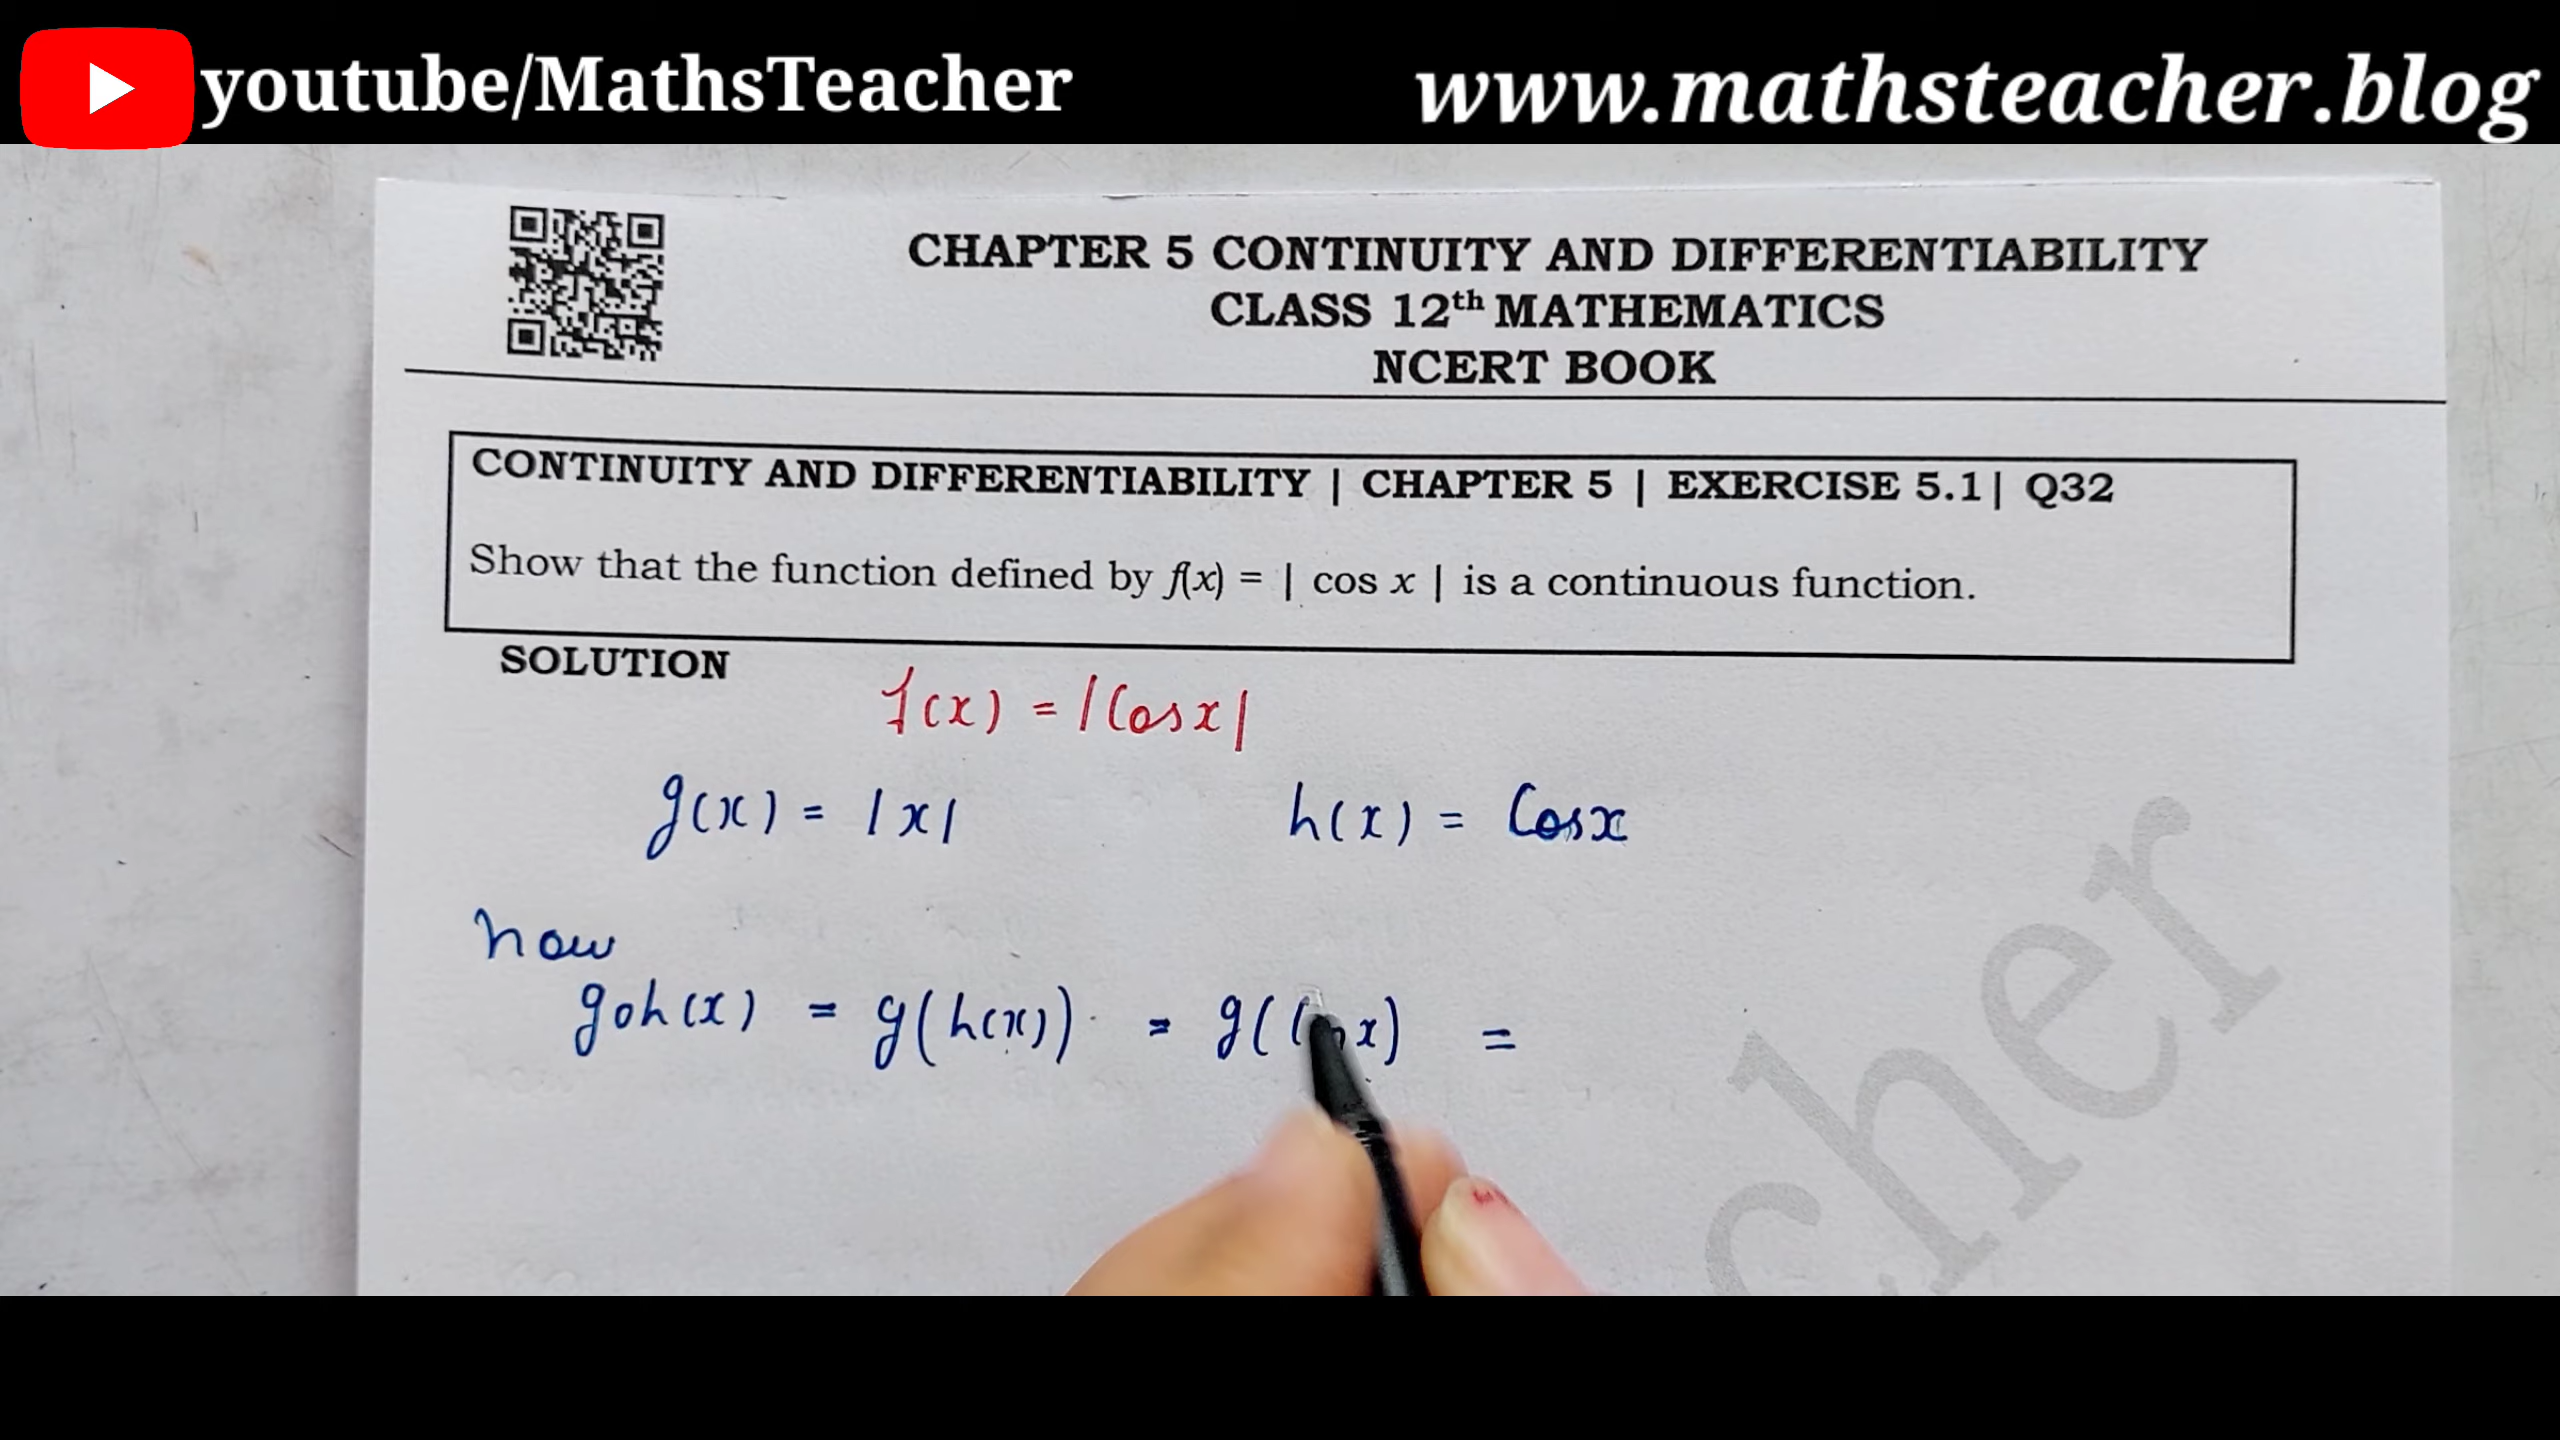 youtube/MathsTeacher
www.mathsteacher.blog
CHAPTER 5 CONTINUITY AND DIFFERENTIABILITY
CLASS 12th MATHEMATICS
NCERT BOOK
CONTINUITY AND DIFFERENTIABILITY | CHAPTER 5 | EXERCISE 5.1| Q32
Show that the function defined by f(x) = | cos x | is a continuous function.
SOLUTION
f(x) = |Cosx|
g(x) = |x|
h(x) = Cosx
now
goh(x) = g(h(x)) = g( x) =
cher